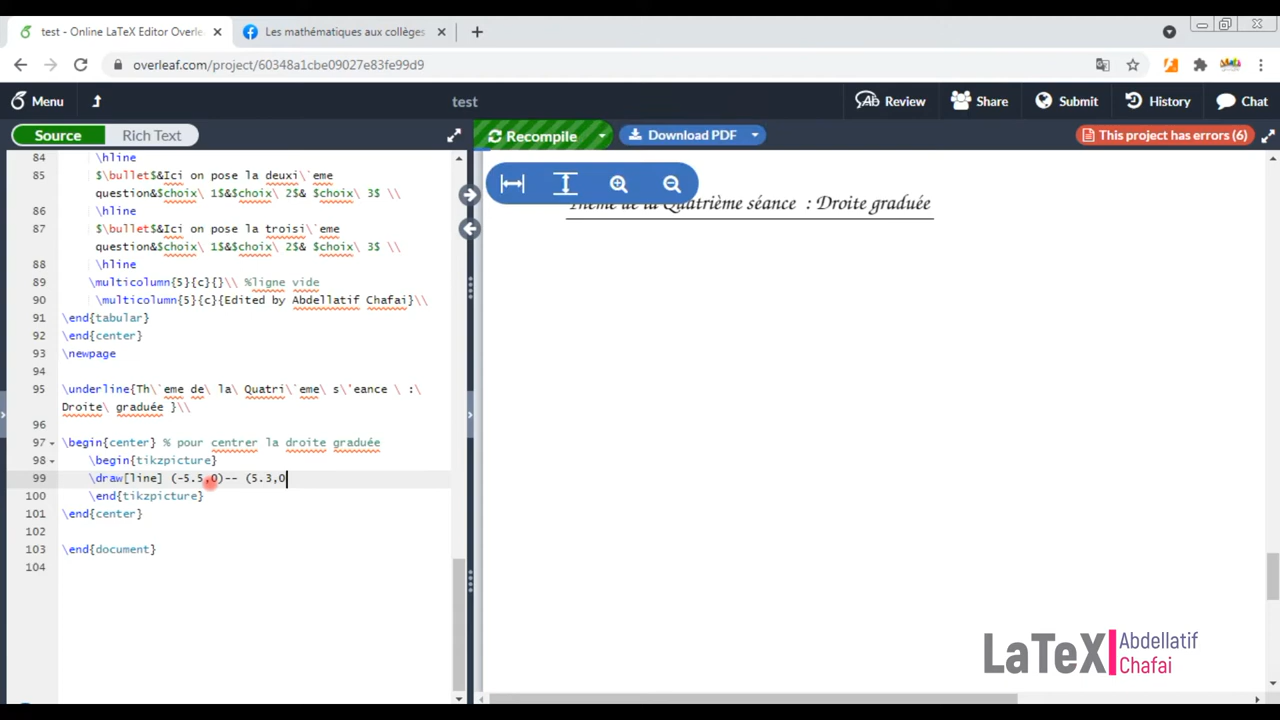 test - Online LaTeX Editor Overle
Les mathématiques aux collèges
overleaf.com/project/60348a1cbe09027e83fe99d9
Menu
test
Review
Share
Submit
History
Chat
Source
Rich Text
Recompile
Download PDF
This project has errors (6)
84 \hline
85 $\bullet$&Ici on pose la deuxi\`eme
question&$choix\ 1$&$choix\ 2$& $choix\ 3$ \\
86 \hline
87 $\bullet$&Ici on pose la troisi\`eme
question&$choix\ 1$&$choix\ 2$& $choix\ 3$ \\
88 \hline
89 \multicolumn{5}{c}{}\\ %ligne vide
90 \multicolumn{5}{c}{Edited by Abdellatif Chafai}\\
91 \end{tabular}
92 \end{center}
93 \newpage
94
95 \underline{Th\`eme de\ la\ Quatri\`eme\ s\'eance \ :\
Droite\ graduée }\\
96
97 \begin{center} % pour centrer la droite graduée
98 \begin{tikzpicture}
99 \draw[line] (-5.5,0)-- (5.3,0
100 \end{tikzpicture}
101 \end{center}
102
103 \end{document}
104
Thème de la Quatrième séance : Droite graduée
LaTeX
Abdellatif
Chafai